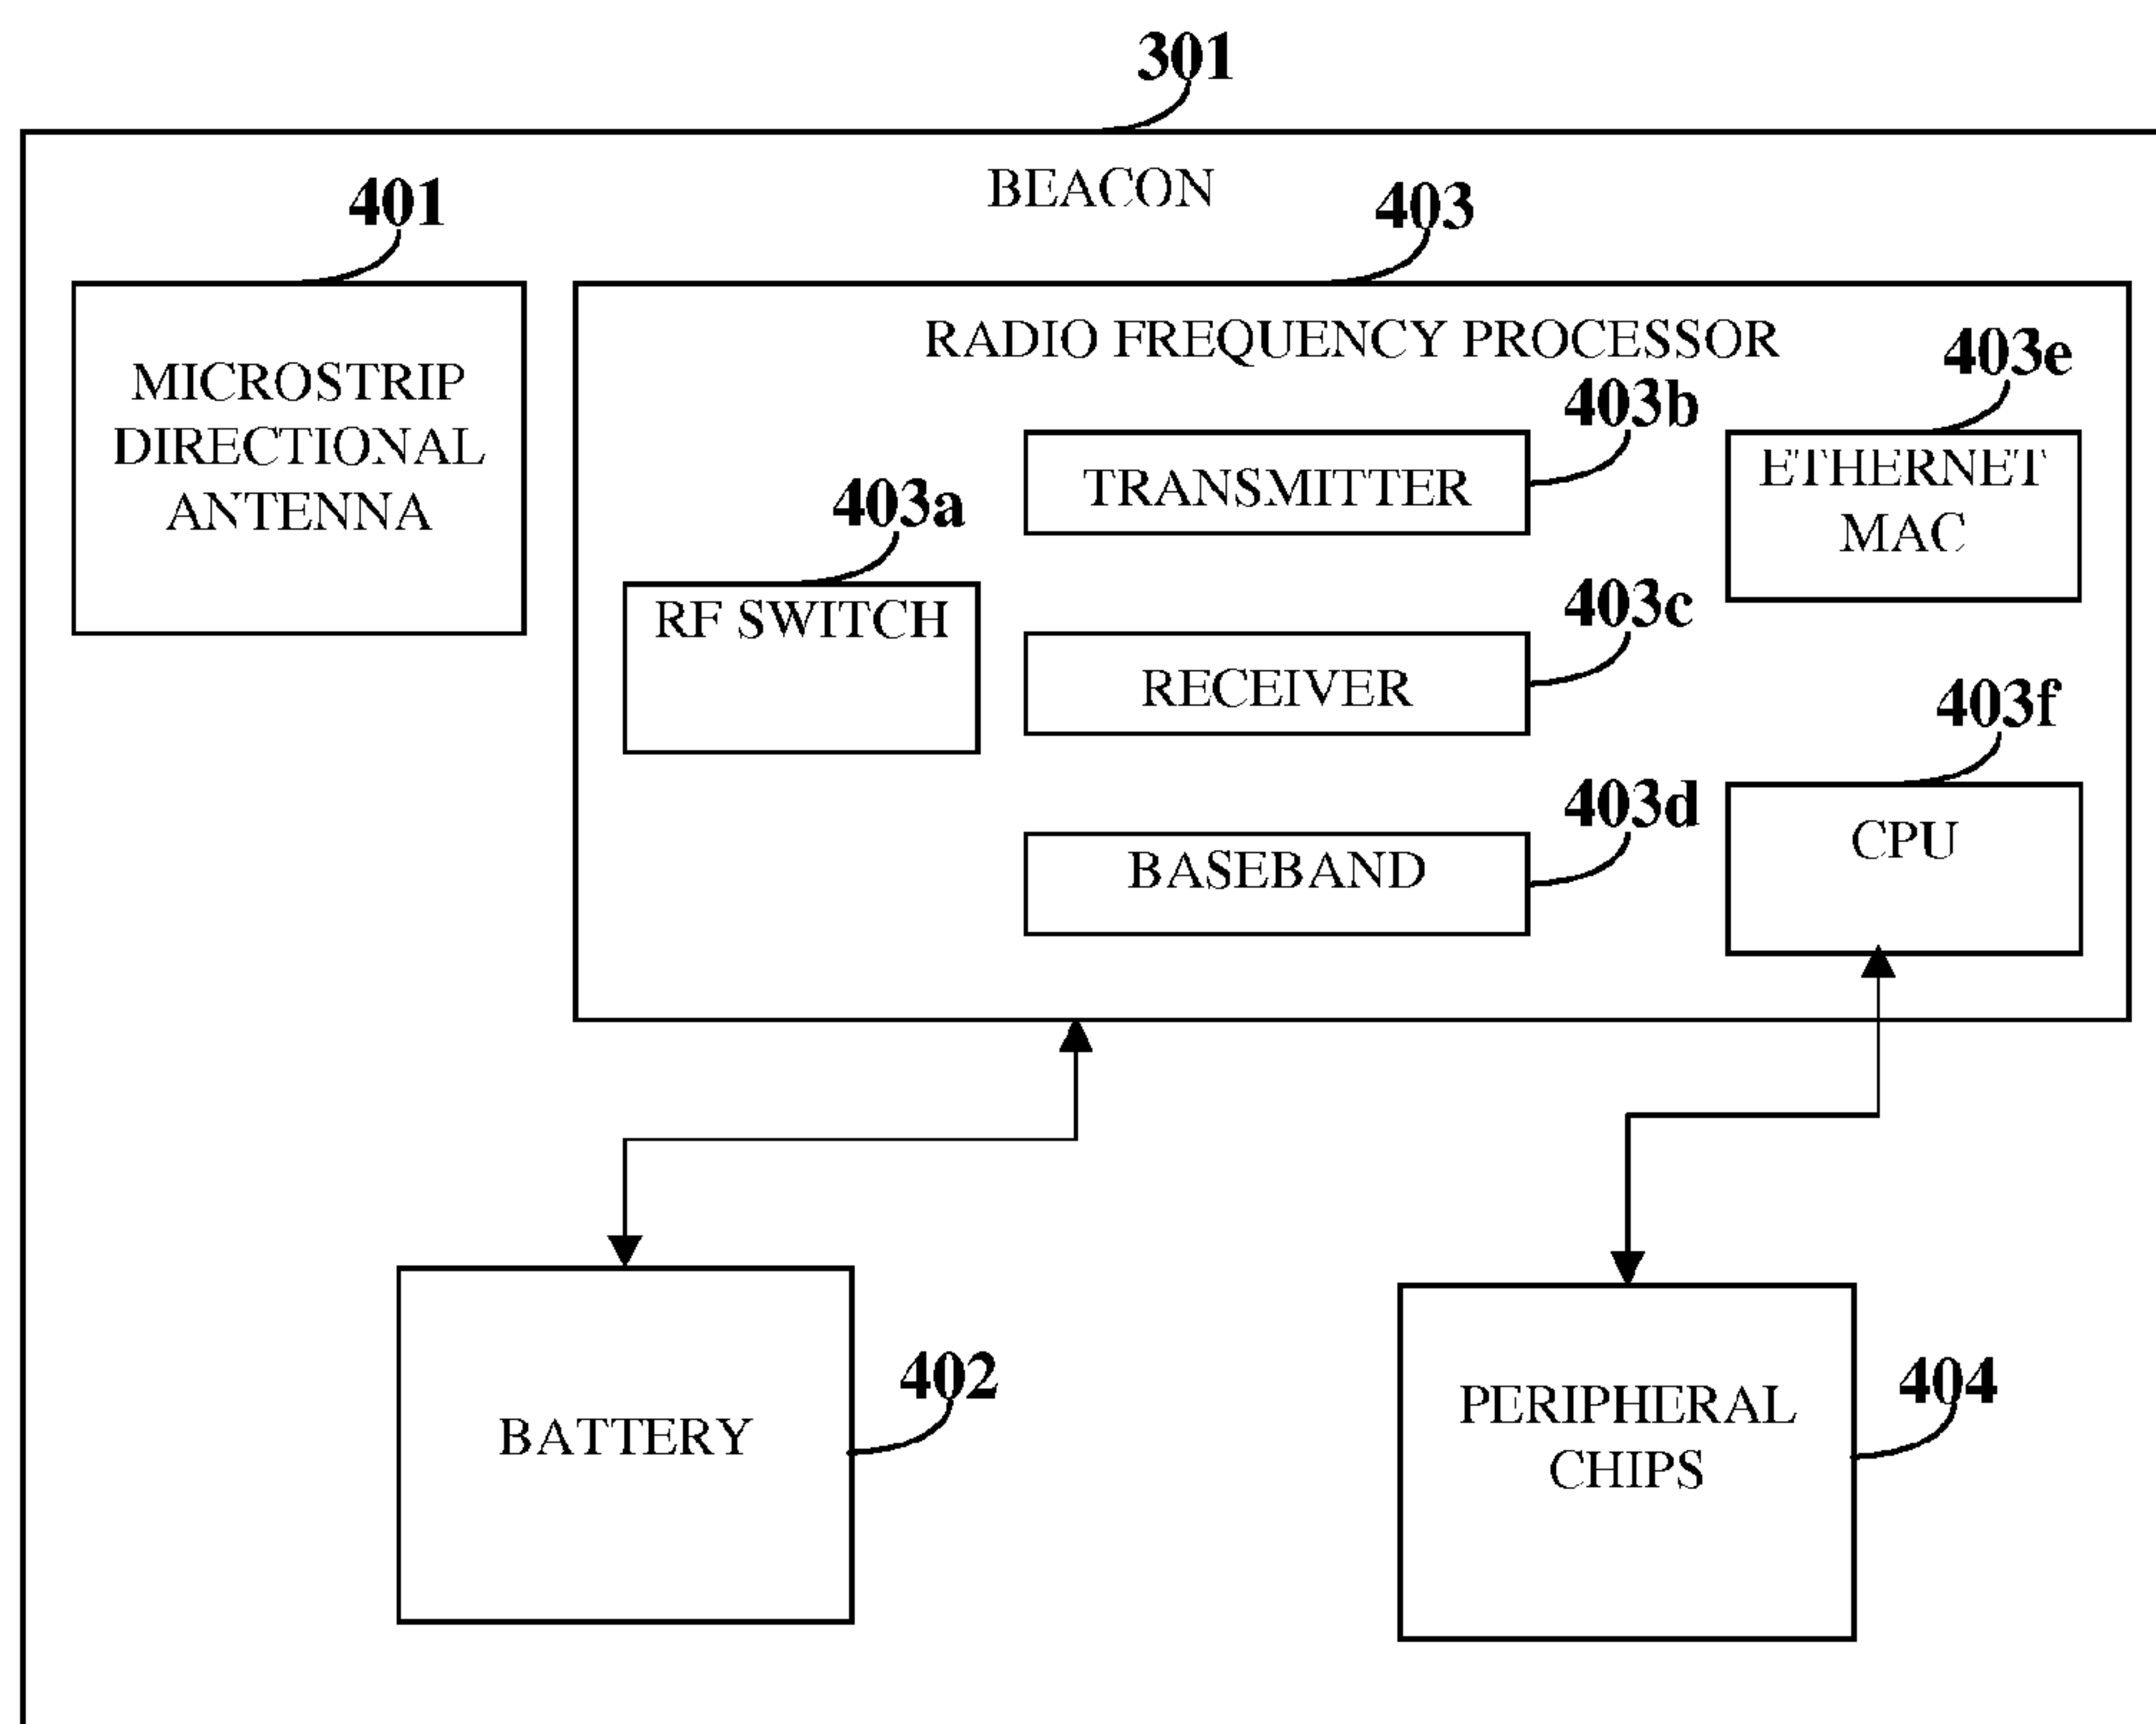 301
BEACON
401
403
MICROSTRIP
DIRECTIONAL
ANTENNA
RADIO FREQUENCY PROCESSOR
403a
RF SWITCH
403b
TRANSMITTER
403c
RECEIVER
403d
BASEBAND
403e
ETHERNET
MAC
403f
CPU
402
BATTERY
404
PERIPHERAL
CHIPS